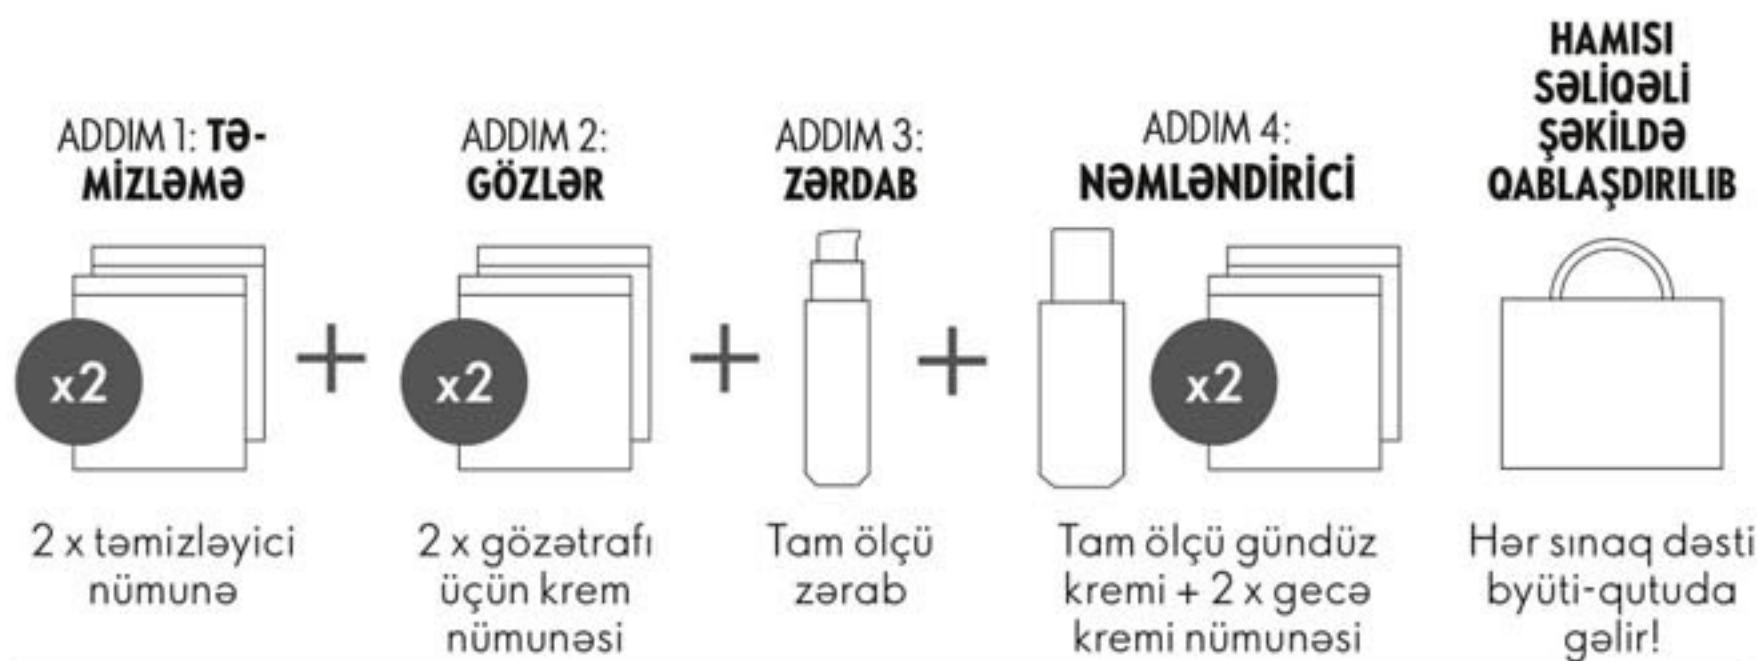 ADDIM 1: TƏ-
MİZLƏMƏ
x2
2 x təmizləyici
nümunə
ADDIM 2:
GÖZLƏR
x2
2 x gözətrafı
üçün krem
nümunəsi
ADDIM 3:
ZƏRDAB
Tam ölçü
zərab
ADDIM 4:
NƏMLƏNDİRİCİ
x2
Tam ölçü gündüz
kremi + 2 x gecə
kremi nümunəsi
HAMISI
SƏLİQƏLİ
ŞƏKİLDƏ
QABLAŞDIRILIB
Hər sınaq dəsti
byüti-qutuda
gəlir!